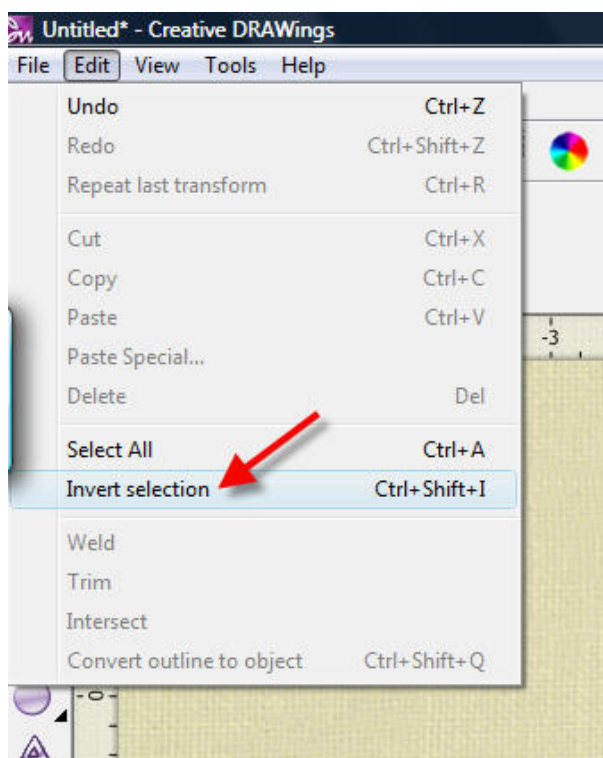 Untitled* - Creative DRAWings
File Edit View Tools Help
Undo Ctrl+Z
Redo Ctrl+Shift+Z
Repeat last transform Ctrl+R
Cut Ctrl+X
Copy Ctrl+C
Paste Ctrl+V
Paste Special...
Delete Del
Select All Ctrl+A
Invert selection Ctrl+Shift+I
Weld
Trim
Intersect
Convert outline to object Ctrl+Shift+Q
-3
0